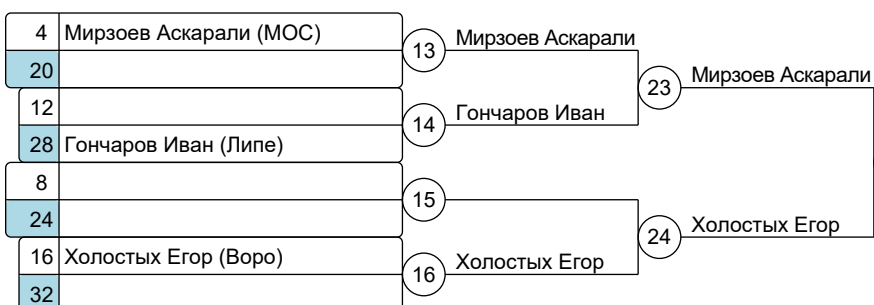 4 Мирзоев Аскарали (МОС)
20
13 Мирзоев Аскарали
12
28 Гончаров Иван (Липе)
14 Гончаров Иван
23 Мирзоев Аскарали
8
24
15
16 Холостых Егор (Воро)
32
16 Холостых Егор
24 Холостых Егор